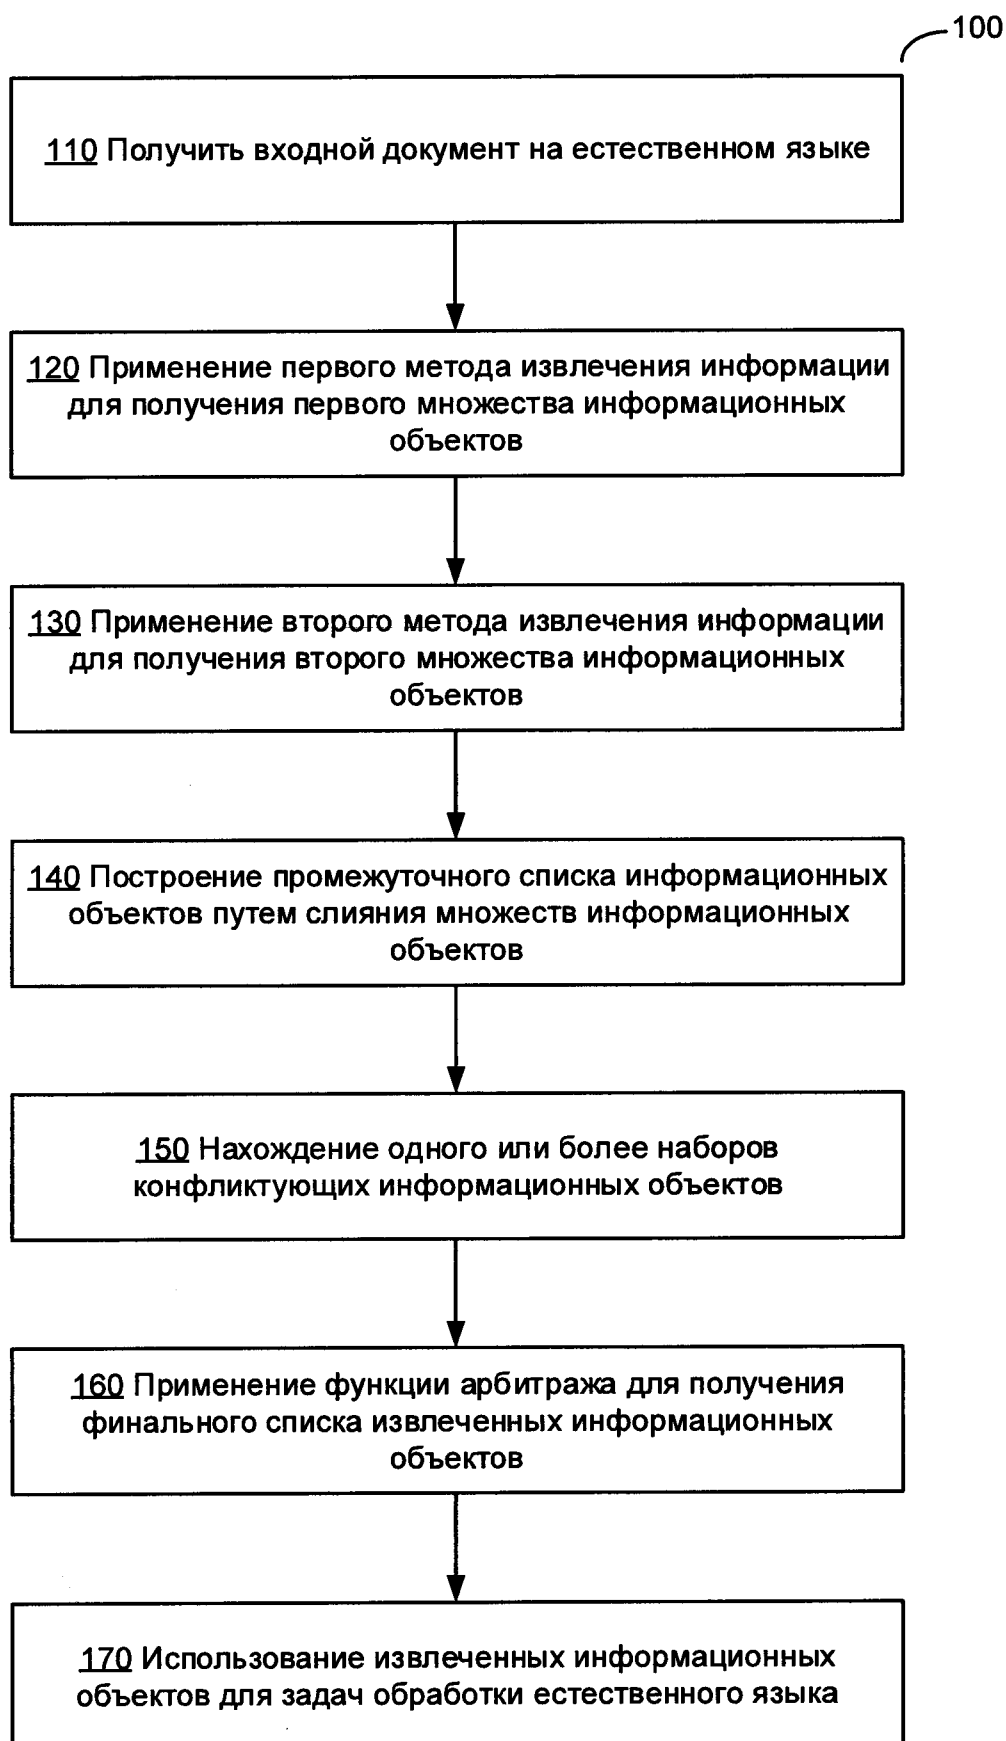 100
110 Получить входной документ на естественном языке
120 Применение первого метода извлечения информации
для получения первого множества информационных
объектов
130 Применение второго метода извлечения информации
для получения второго множества информационных
объектов
140 Построение промежуточного списка информационных
объектов путем слияния множеств информационных
объектов
150 Нахождение одного или более наборов
конфликтующих информационных объектов
160 Применение функции арбитража для получения
финального списка извлеченных информационных
объектов
170 Использование извлеченных информационных
объектов для задач обработки естественного языка